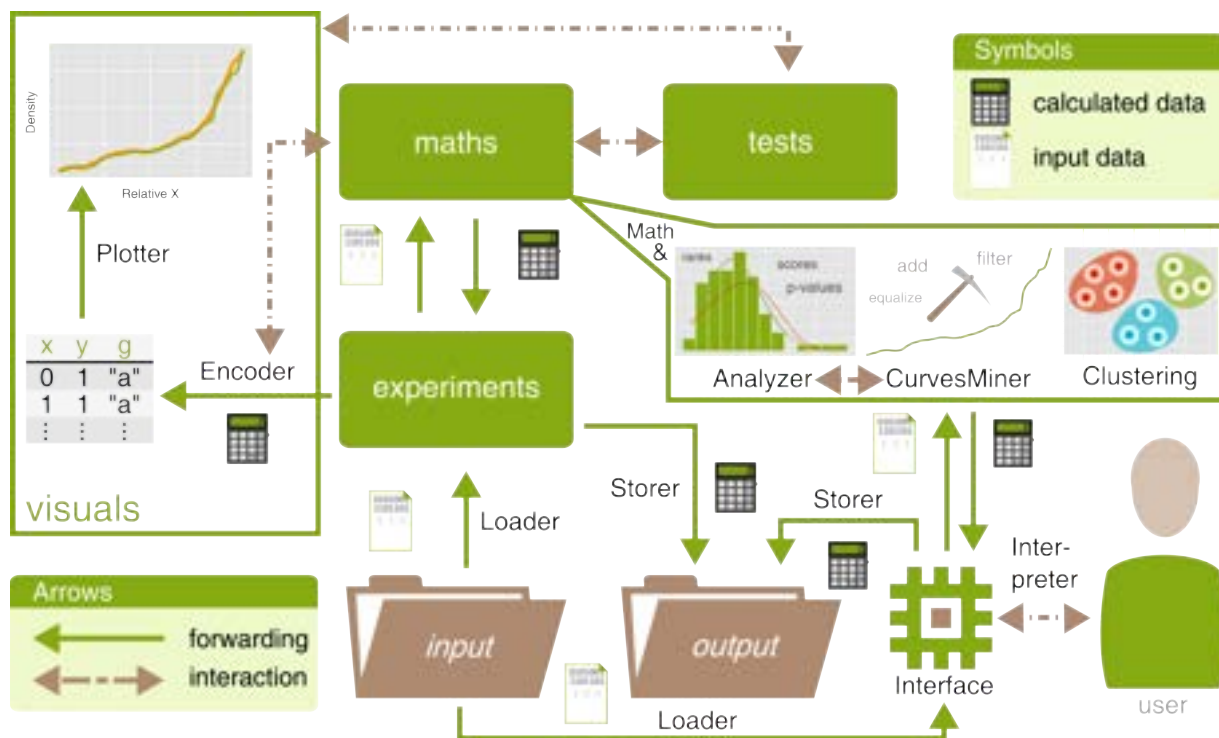 Density
Relative X
Plotter
x y g
0 1 "a"
1 1 "a"
⋮ ⋮ ⋮
visuals
Encoder
maths
tests
experiments
Symbols
calculated data
input data
Math
&
ranks
scores
p-values
Analyzer
add
filter
equalize
CurvesMiner
Clustering
Storer
Storer
Loader
Inter-
preter
Arrows
forwarding
interaction
input
output
Interface
Loader
user